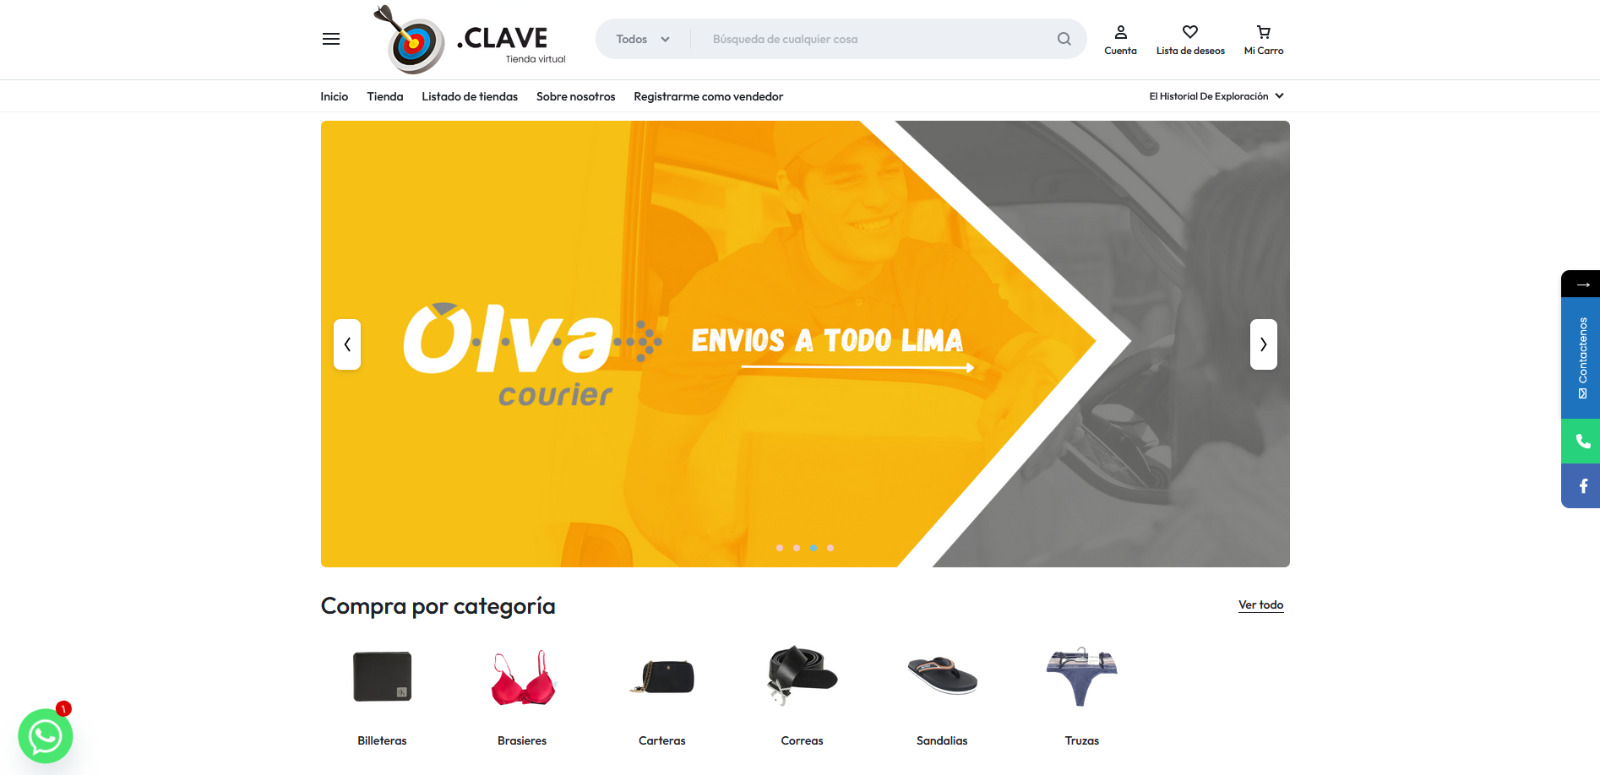 .CLAVE
Tienda virtual
Todos
Búsqueda de cualquier cosa
Cuenta
Lista de deseos
Mi Carro
Inicio
Tienda
Listado de tiendas
Sobre nosotros
Registrarme como vendedor
El Historial De Exploración
Olva
courier
ENVIOS A TODO LIMA
→
Contactenos
Compra por categoría
Ver todo
Billeteras
Brasieres
Carteras
Correas
Sandalias
Truzas
1